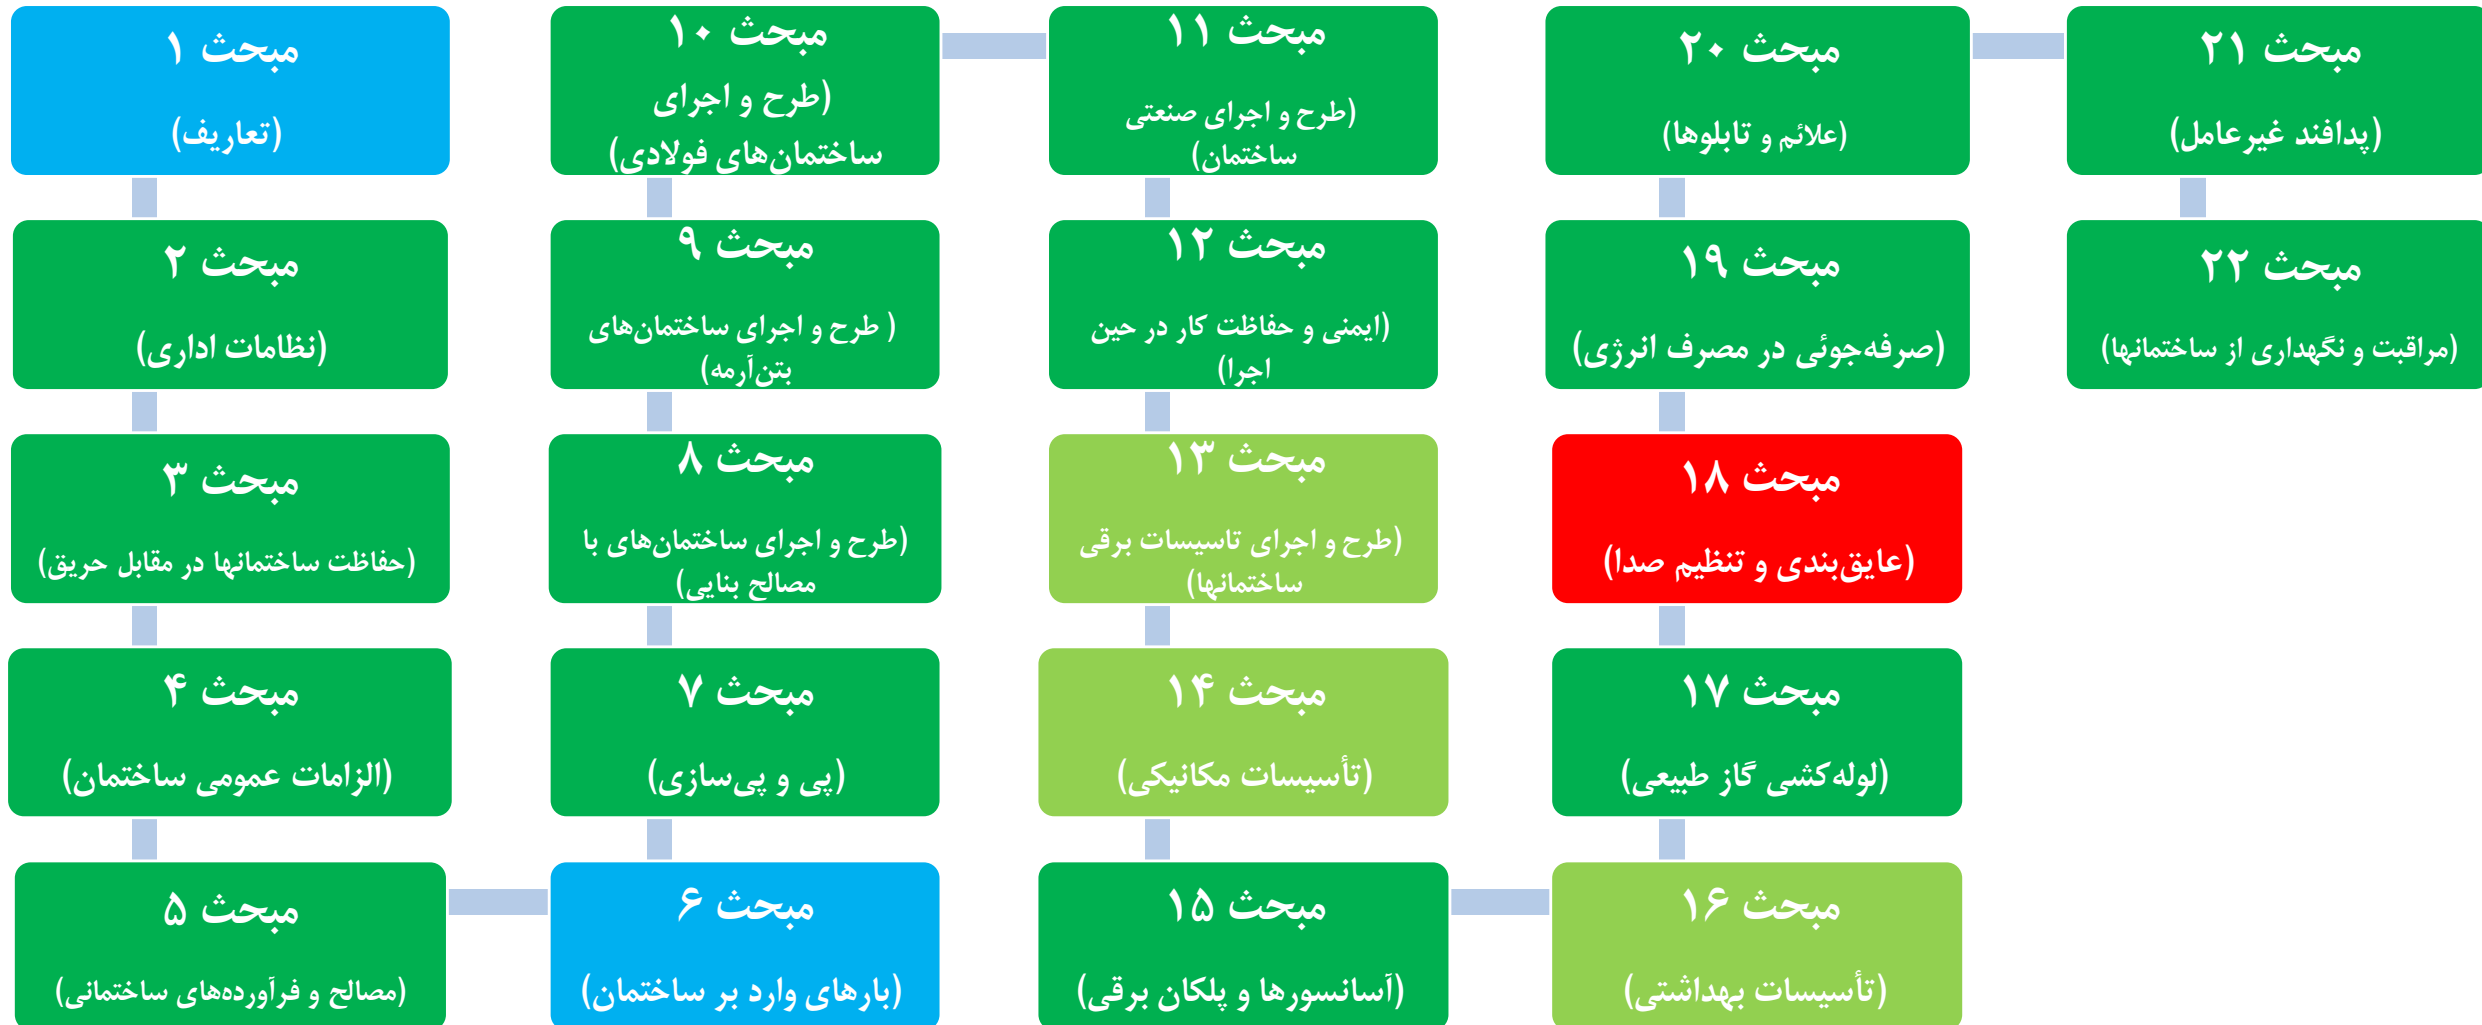 مبحث ۱
(تعاریف)
مبحث ۲
(نظامات اداری)
مبحث ۳
(حفاظت ساختمانها در مقابل حریق)
مبحث ۴
(الزامات عمومی ساختمان)
مبحث ۵
(مصالح و فرآورده‌های ساختمانی)
مبحث ۶
(بارهای وارد بر ساختمان)
مبحث ۷
(پی و پی‌سازی)
مبحث ۸
(طرح و اجرای ساختمان‌های با
مصالح بنایی)
مبحث ۹
( طرح و اجرای ساختمان‌های
بتن‌آرمه)
مبحث ۱۰
(طرح و اجرای
ساختمان‌های فولادی)
مبحث ۱۱
(طرح و اجرای صنعتی
ساختمان)
مبحث ۱۲
(ایمنی و حفاظت کار در حین
اجرا)
مبحث ۱۳
(طرح و اجرای تاسیسات برقی
ساختمانها)
مبحث ۱۴
(تأسیسات مکانیکی)
مبحث ۱۵
(آسانسورها و پلکان برقی)
مبحث ۱۶
(تأسیسات بهداشتی)
مبحث ۱۷
(لوله‌کشی گاز طبیعی)
مبحث ۱۸
(عایق‌بندی و تنظیم صدا)
مبحث ۱۹
(صرفه‌جوئی در مصرف انرژی)
مبحث ۲۰
(علائم و تابلوها)
مبحث ۲۱
(پدافند غیرعامل)
مبحث ۲۲
(مراقبت و نگهداری از ساختمانها)